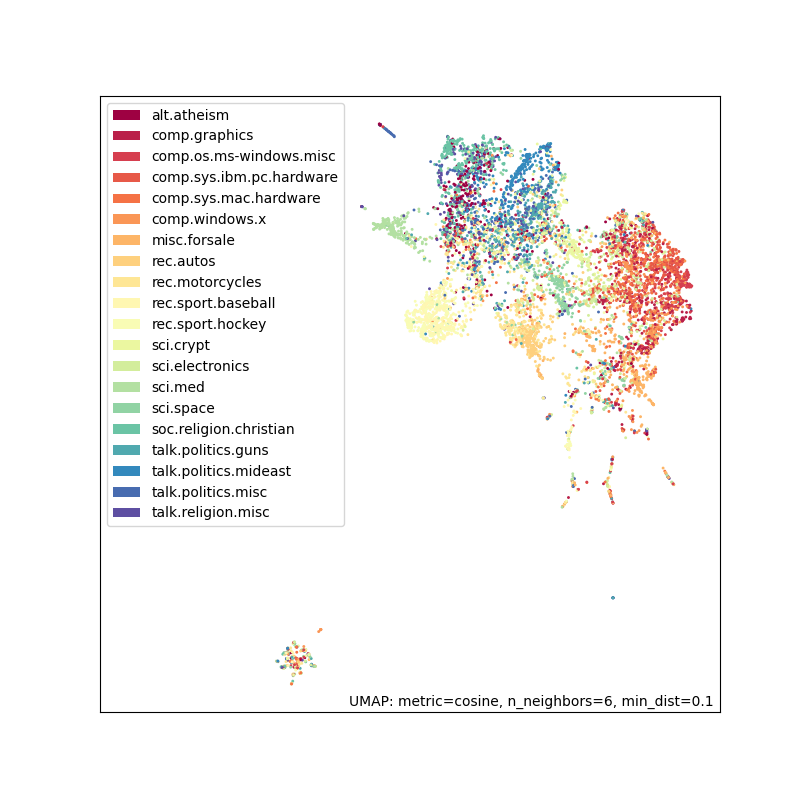 alt.atheism
comp.graphics
comp.os.ms-windows.misc
comp.sys.ibm.pc.hardware
comp.sys.mac.hardware
comp.windows.x
misc.forsale
rec.autos
rec.motorcycles
rec.sport.baseball
rec.sport.hockey
sci.crypt
sci.electronics
sci.med
sci.space
soc.religion.christian
talk.politics.guns
talk.politics.mideast
talk.politics.misc
talk.religion.misc
UMAP: metric=cosine, n_neighbors=6, min_dist=0.1